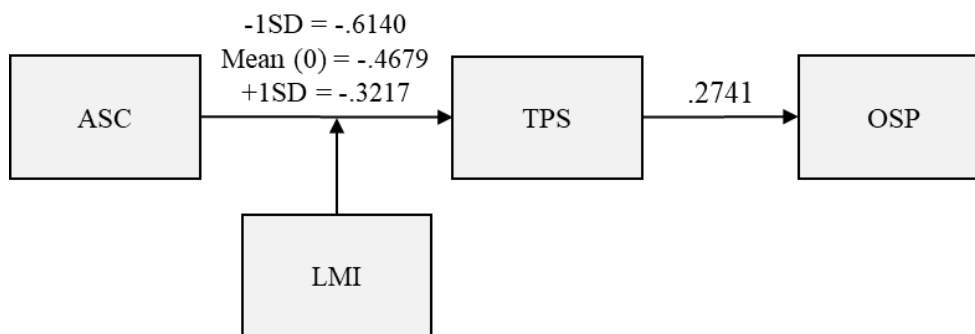 -1SD = -.6140
Mean (0) = -.4679
+1SD = -.3217
ASC
TPS
.2741
OSP
LMI